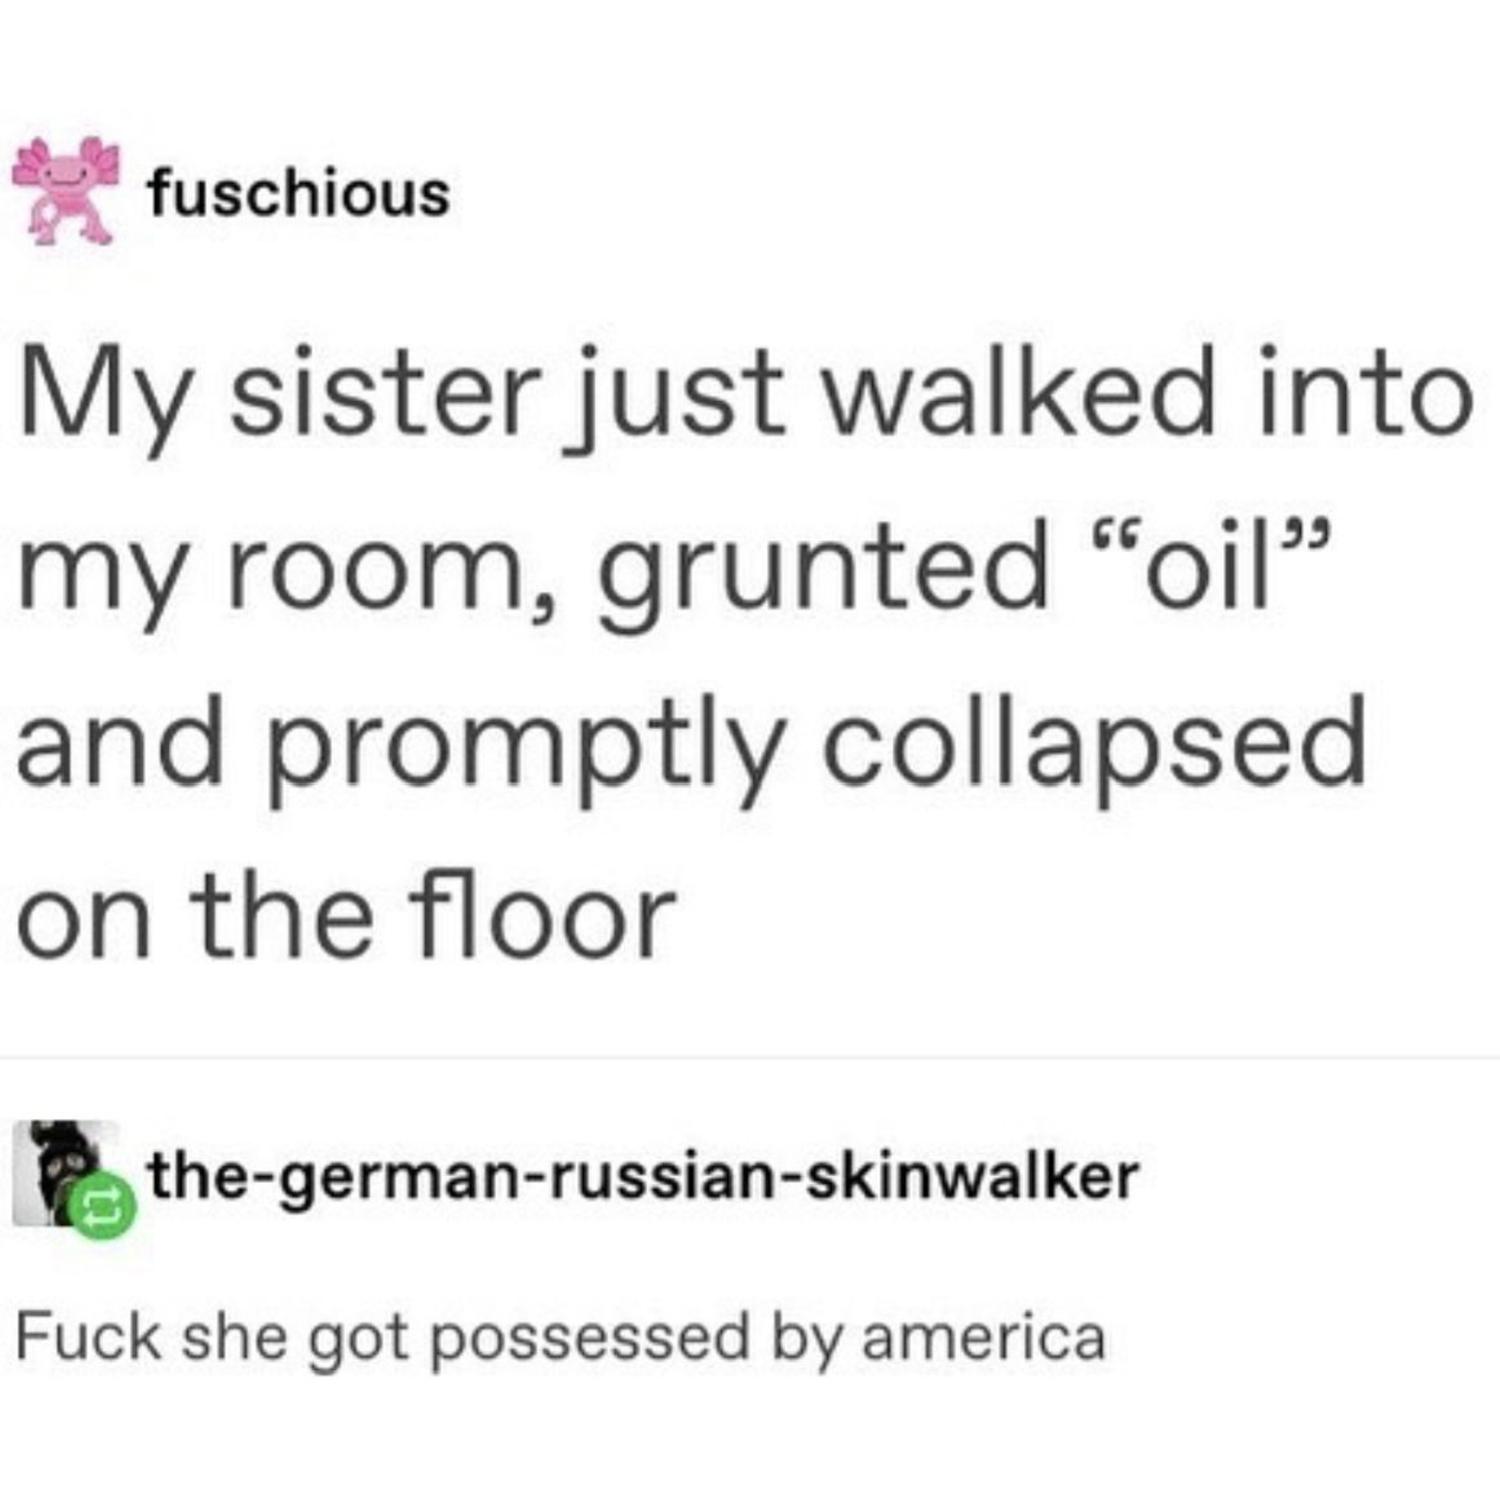 fuschious
My sister just walked into
my room, grunted “oil”
and promptly collapsed
on the floor
the-german-russian-skinwalker
Fuck she got possessed by america